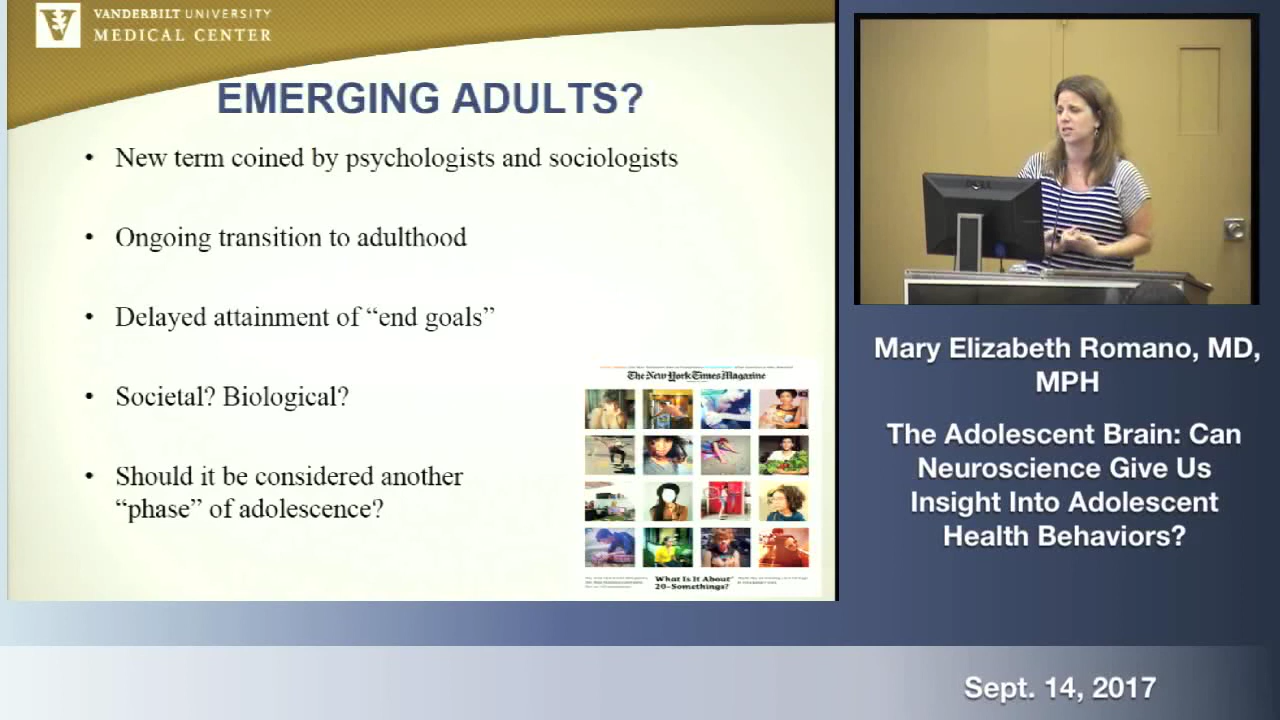 VANDERBILT UNIVERSITY
MEDICAL CENTER
EMERGING ADULTS?
• New term coined by psychologists and sociologists
• Ongoing transition to adulthood
• Delayed attainment of “end goals”
• Societal? Biological?
• Should it be considered another
“phase” of adolescence?
The New York Times Magazine
What Is It About
20-Somethings?
DELL
Mary Elizabeth Romano, MD,
MPH
The Adolescent Brain: Can
Neuroscience Give Us
Insight Into Adolescent
Health Behaviors?
Sept. 14, 2017